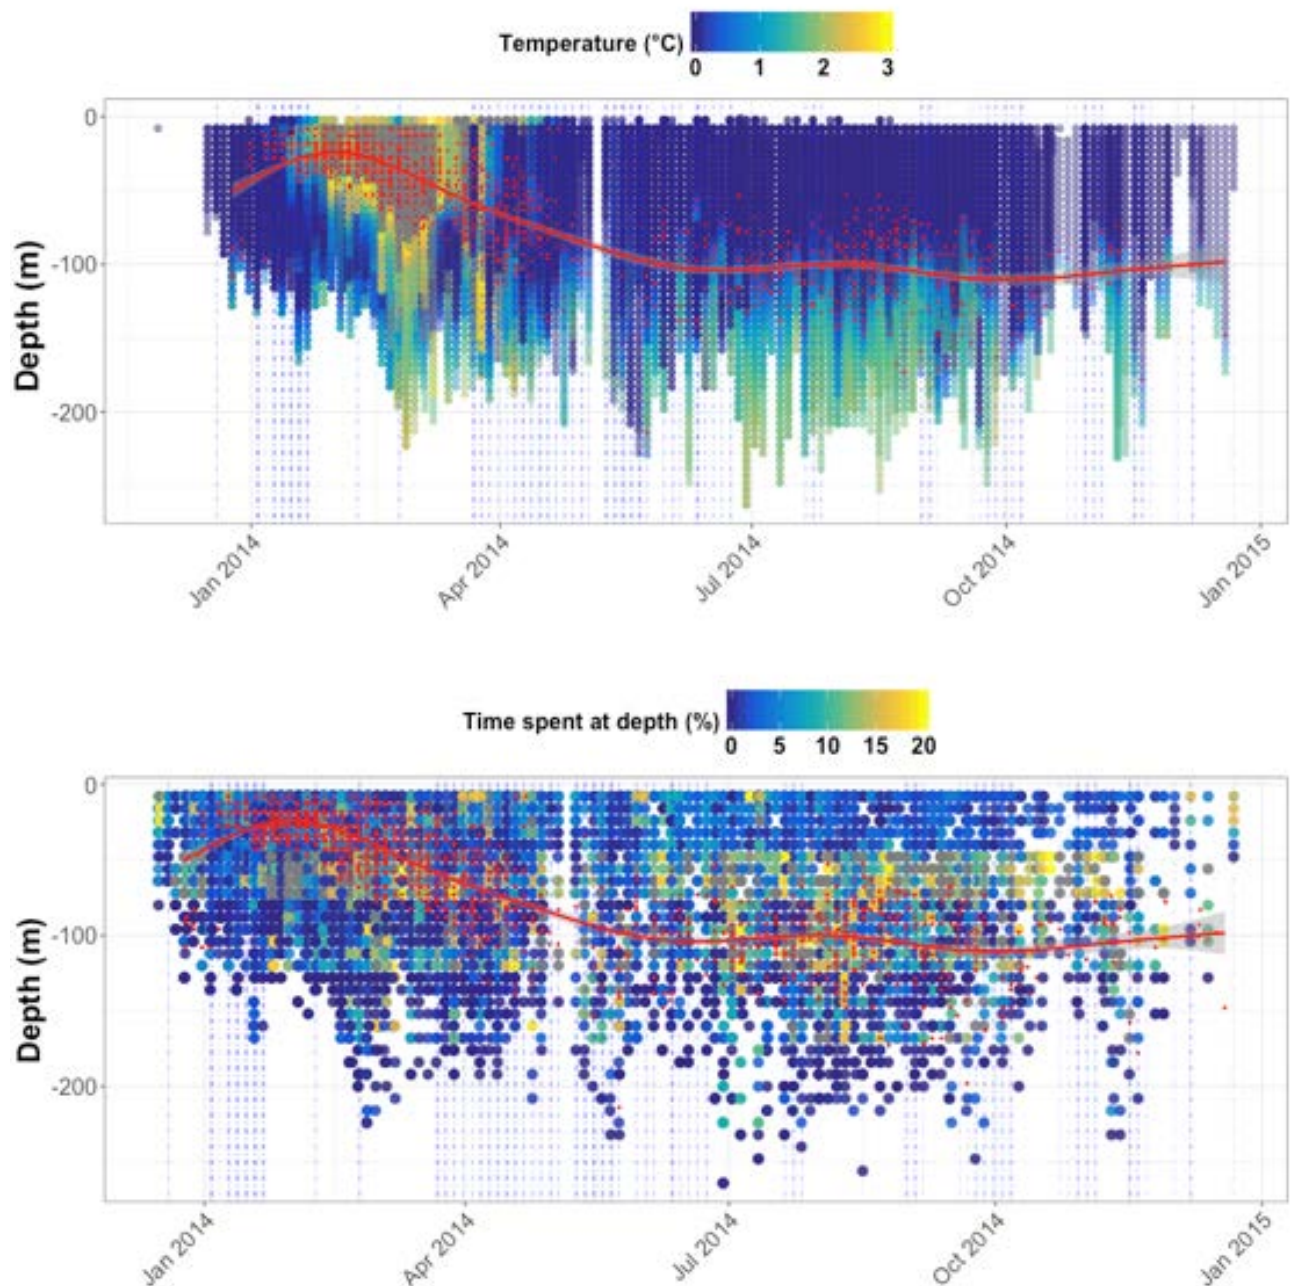 Temperature (°C)
0 1 2 3
Depth (m)
0
-100
-200
Jan 2014
Apr 2014
Jul 2014
Oct 2014
Jan 2015
Time spent at depth (%)
0 5 10 15 20
Depth (m)
0
-100
-200
Jan 2014
Apr 2014
Jul 2014
Oct 2014
Jan 2015